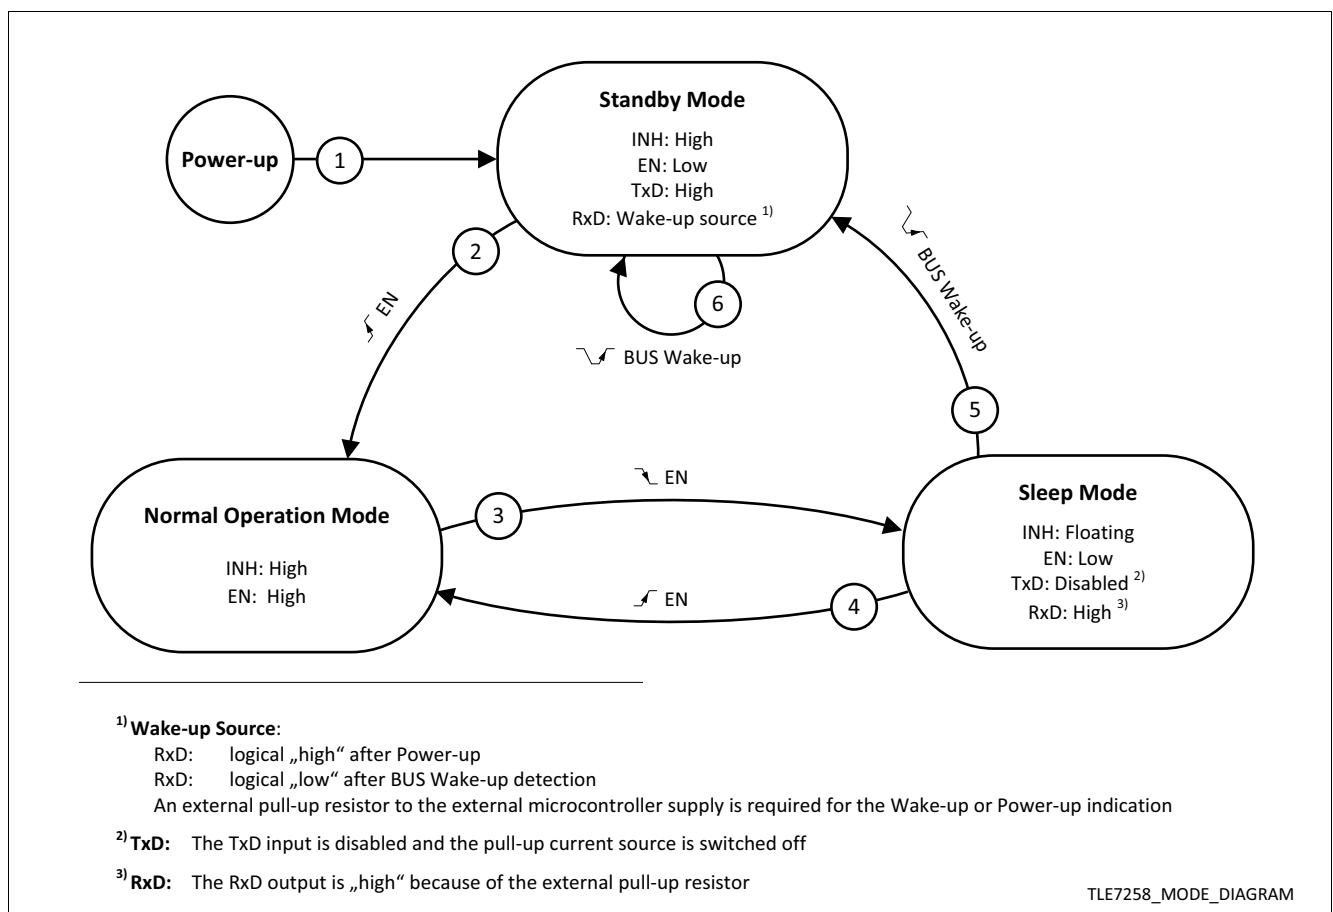 Standby Mode
INH: High
EN: Low
TxD: High
RxD: Wake-up source 1)
Power-up
1
2
EN
6
BUS Wake-up
BUS Wake-up
5
Normal Operation Mode
INH: High
EN: High
3
EN
EN
4
Sleep Mode
INH: Floating
EN: Low
TxD: Disabled 2)
RxD: High 3)
1) Wake-up Source:
RxD: logical „high“ after Power-up
RxD: logical „low“ after BUS Wake-up detection
An external pull-up resistor to the external microcontroller supply is required for the Wake-up or Power-up indication
2) TxD: The TxD input is disabled and the pull-up current source is switched off
3) RxD: The RxD output is „high“ because of the external pull-up resistor
TLE7258_MODE_DIAGRAM